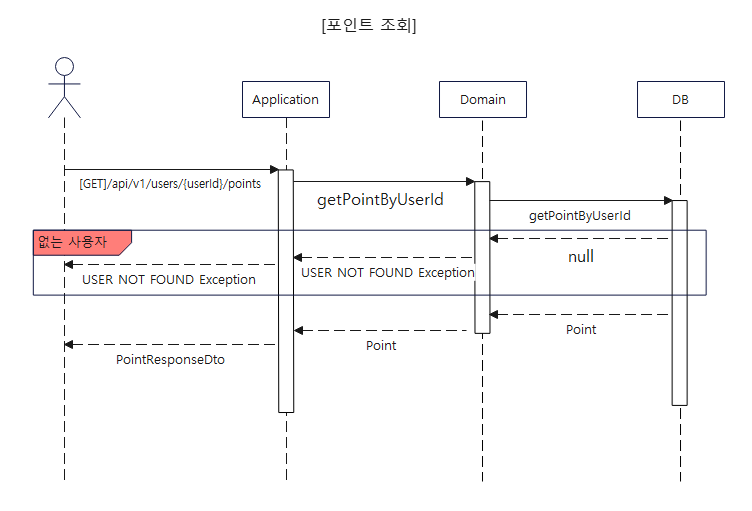 [포인트 조회]
Application
Domain
DB
[GET]/api/v1/users/{userId}/points
getPointByUserId
getPointByUserId
없는 사용자
null
USER NOT FOUND Exception
USER NOT FOUND Exception
Point
Point
PointResponseDto